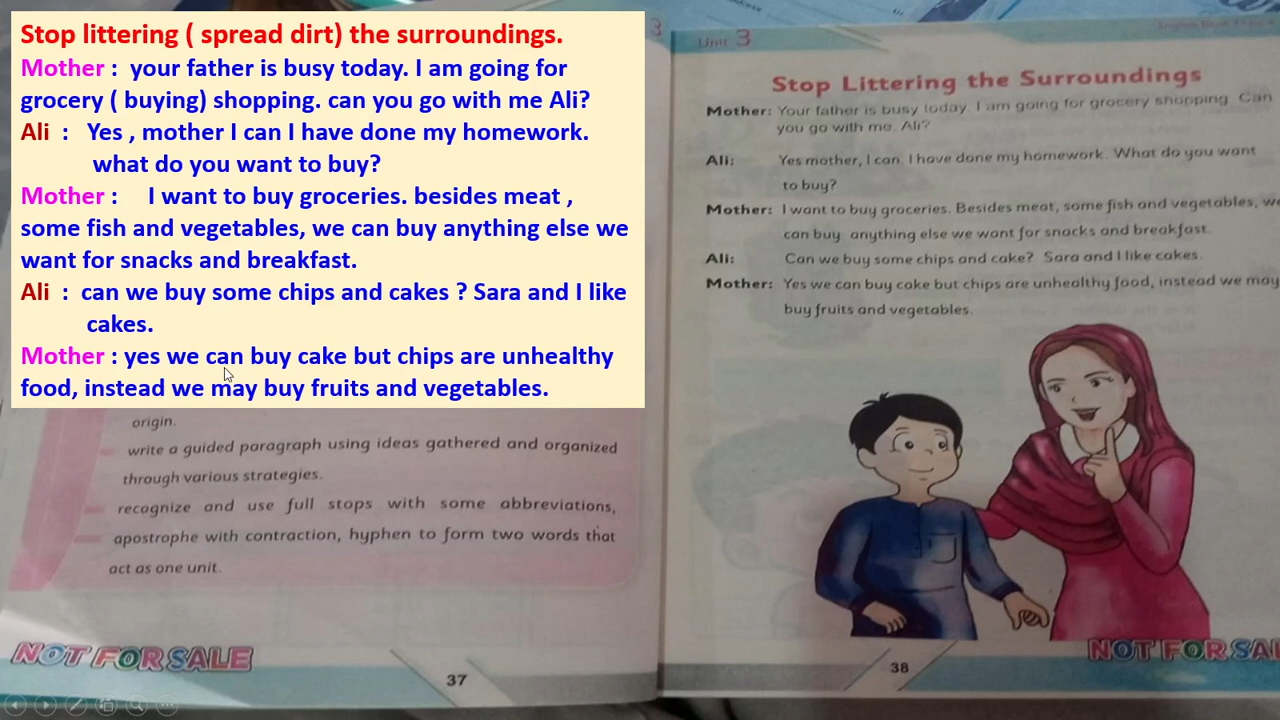 Stop littering ( spread dirt) the surroundings.
Mother : your father is busy today. I am going for
grocery ( buying) shopping. can you go with me Ali?
Ali : Yes , mother I can I have done my homework.
what do you want to buy?
Mother : I want to buy groceries. besides meat ,
some fish and vegetables, we can buy anything else we
want for snacks and breakfast.
Ali : can we buy some chips and cakes ? Sara and I like
cakes.
Mother : yes we can buy cake but chips are unhealthy
food, instead we may buy fruits and vegetables.
origin.
write a guided paragraph using ideas gathered and organized
through various strategies.
recognize and use full stops with some abbreviations,
apostrophe with contraction, hyphen to form two words that
act as one unit.
NOT FOR SALE
37
3
Unit 3
Stop Littering the Surroundings
Mother: Your father is busy today. I am going for grocery shopping. Can
you go with me, Ali?
Ali: Yes mother, I can. I have done my homework. What do you want
to buy?
Mother: I want to buy groceries. Besides meat, some fish and vegetables, we
can buy anything else we want for snacks and breakfast.
Ali: Can we buy some chips and cake? Sara and I like cakes.
Mother: Yes we can buy cake but chips are unhealthy food, instead we may
buy fruits and vegetables.
NOT FOR SA
38